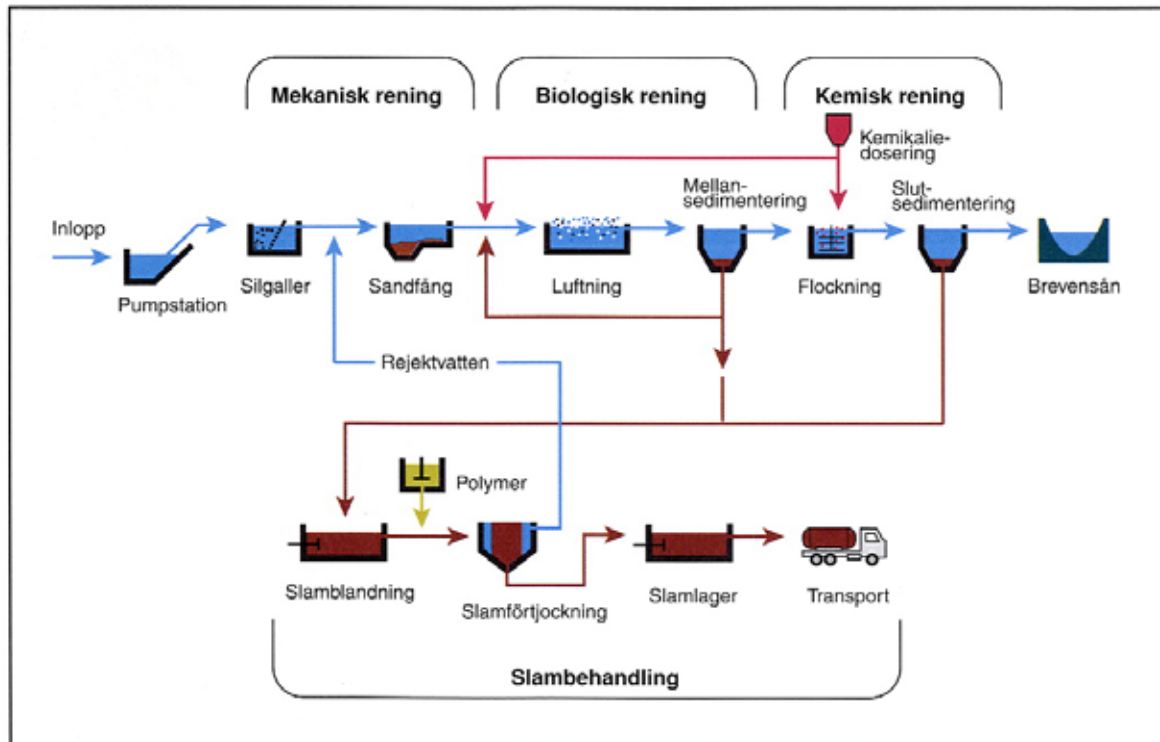 Mekanisk rening
Biologisk rening
Kemisk rening
Kemikalie-
dosering
Mellan-
sedimentering
Slut-
sedimentering
Inlopp
Pumpstation
Silgaller
Sandfång
Luftning
Flockning
Brevensån
Rejektvatten
Polymer
Slamblandning
Slamförtjockning
Slamlager
Transport
Slambehandling